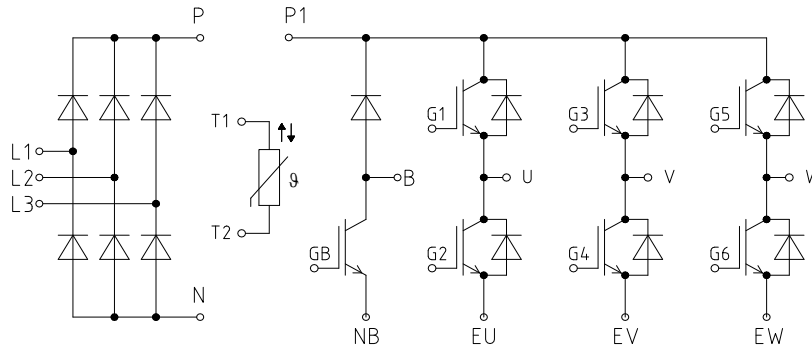 P P1
T1 G1 G3 G5
L1 B U V W
L2 ϑ
L3 T2 GB G2 G4 G6
N NB EU EV EW